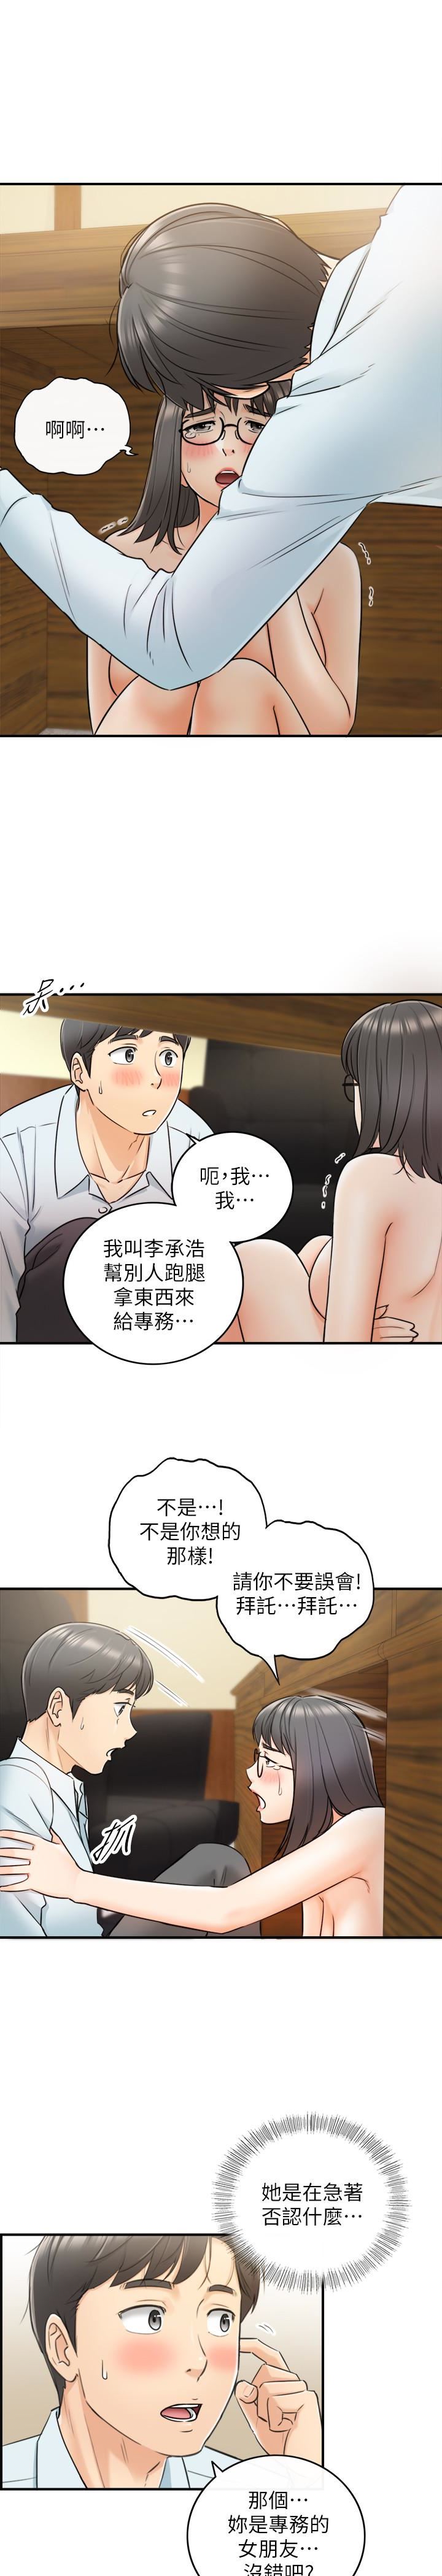 啊啊…
呆…
呃,我…
我…
我叫李承浩
幫別人跑腿
拿東西來
給專務…
不是…!
不是你想的
那樣!
請你不要誤會!
拜託…拜託…
抓
她是在急著
否認什麼…
那個…
妳是專務的
女朋友…
沒錯吧?